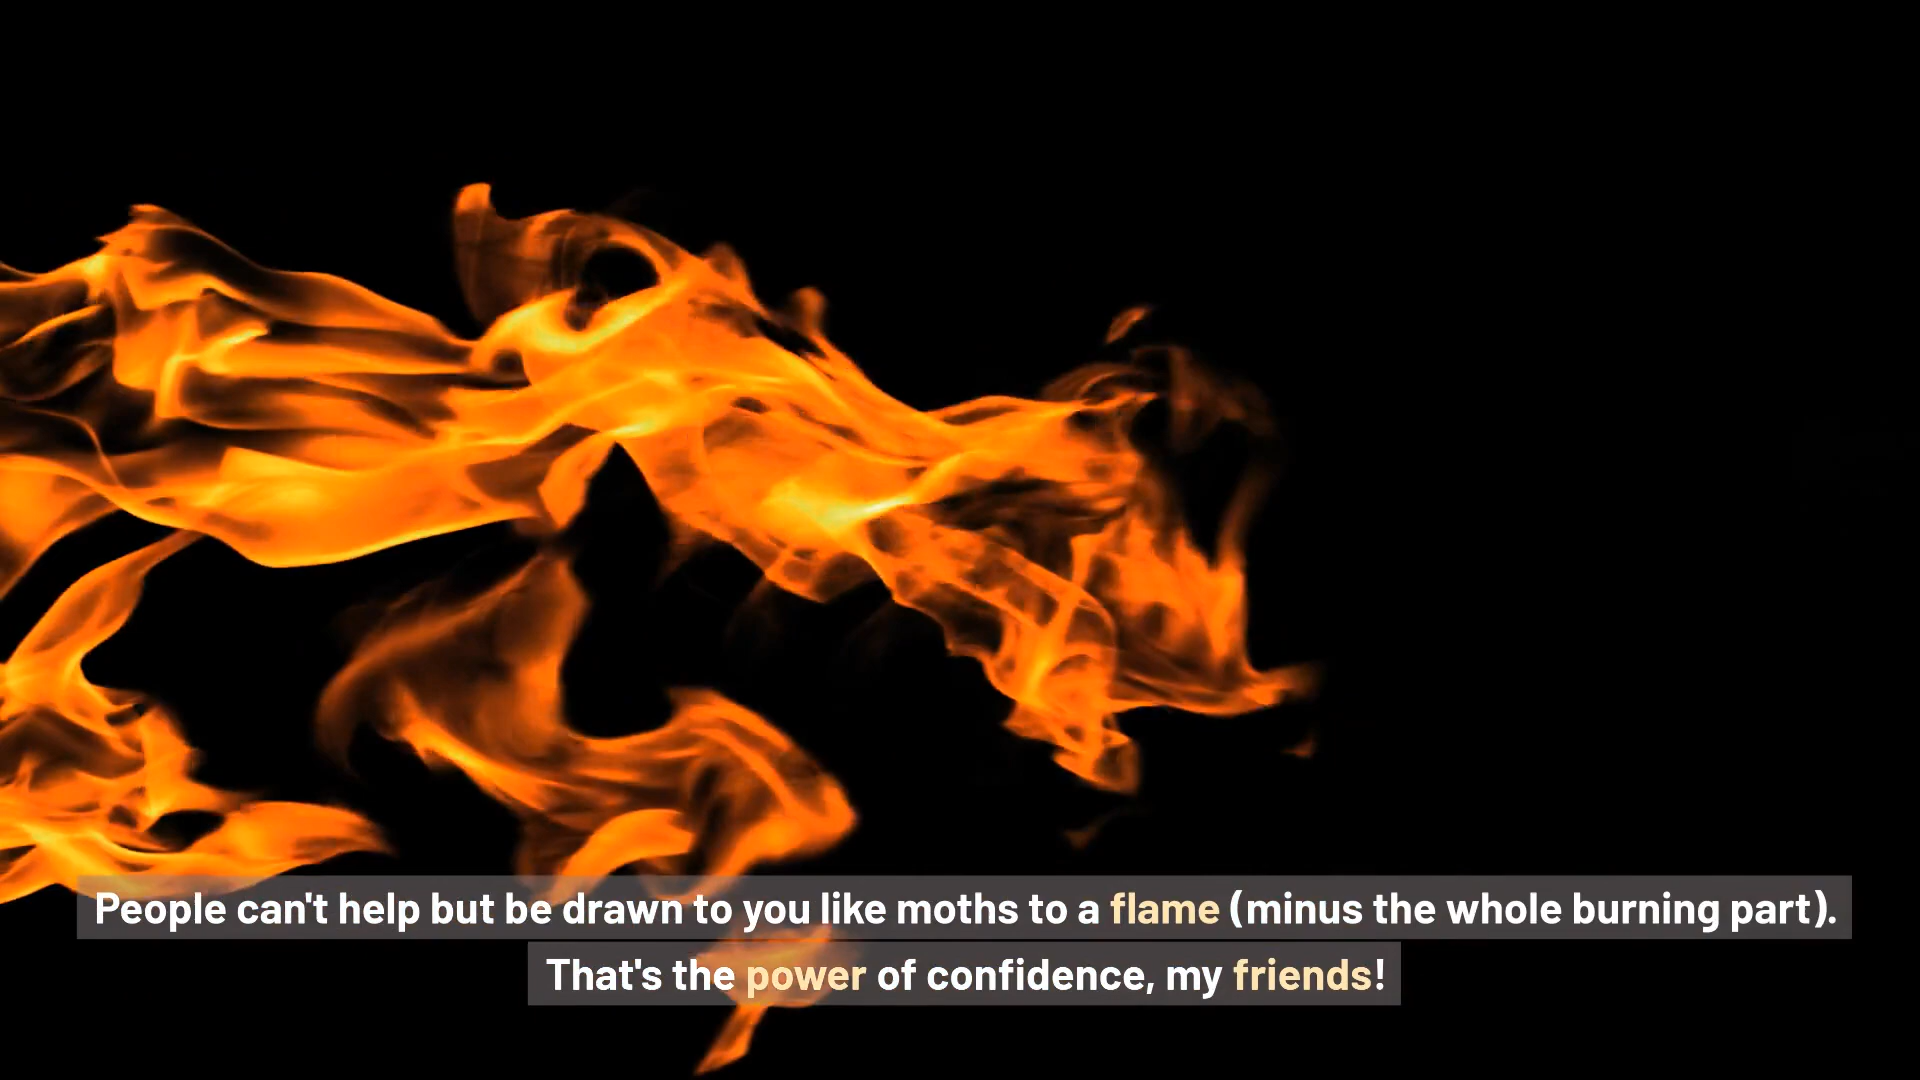 People can't help but be drawn to you like moths to a flame (minus the whole burning part).
That's the power of confidence, my friends!